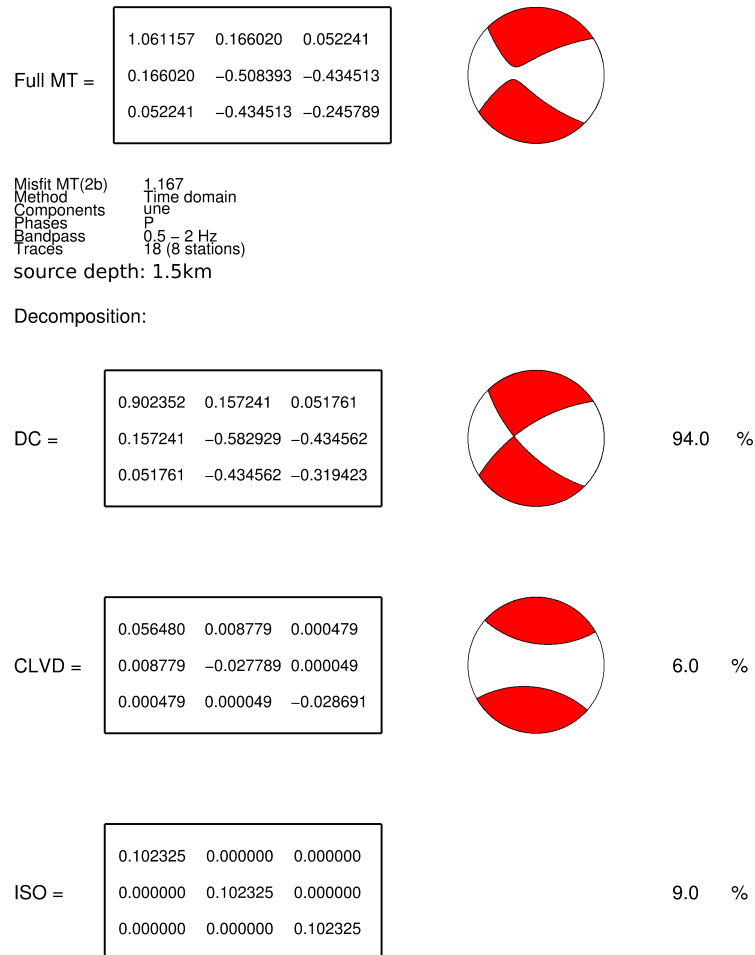 1.061157 0.166020 0.052241
Full MT = 0.166020 −0.508393 −0.434513
0.052241 −0.434513 −0.245789
Misfit MT(2b) 1.167
Method Time domain
Components une
Phases P
Bandpass 0.5 − 2 Hz
Traces 18 (8 stations)
source depth: 1.5km
Decomposition:
0.902352 0.157241 0.051761
DC = 0.157241 −0.582929 −0.434562 94.0 %
0.051761 −0.434562 −0.319423
0.056480 0.008779 0.000479
CLVD = 0.008779 −0.027789 0.000049 6.0 %
0.000479 0.000049 −0.028691
0.102325 0.000000 0.000000
ISO = 0.000000 0.102325 0.000000 9.0 %
0.000000 0.000000 0.102325